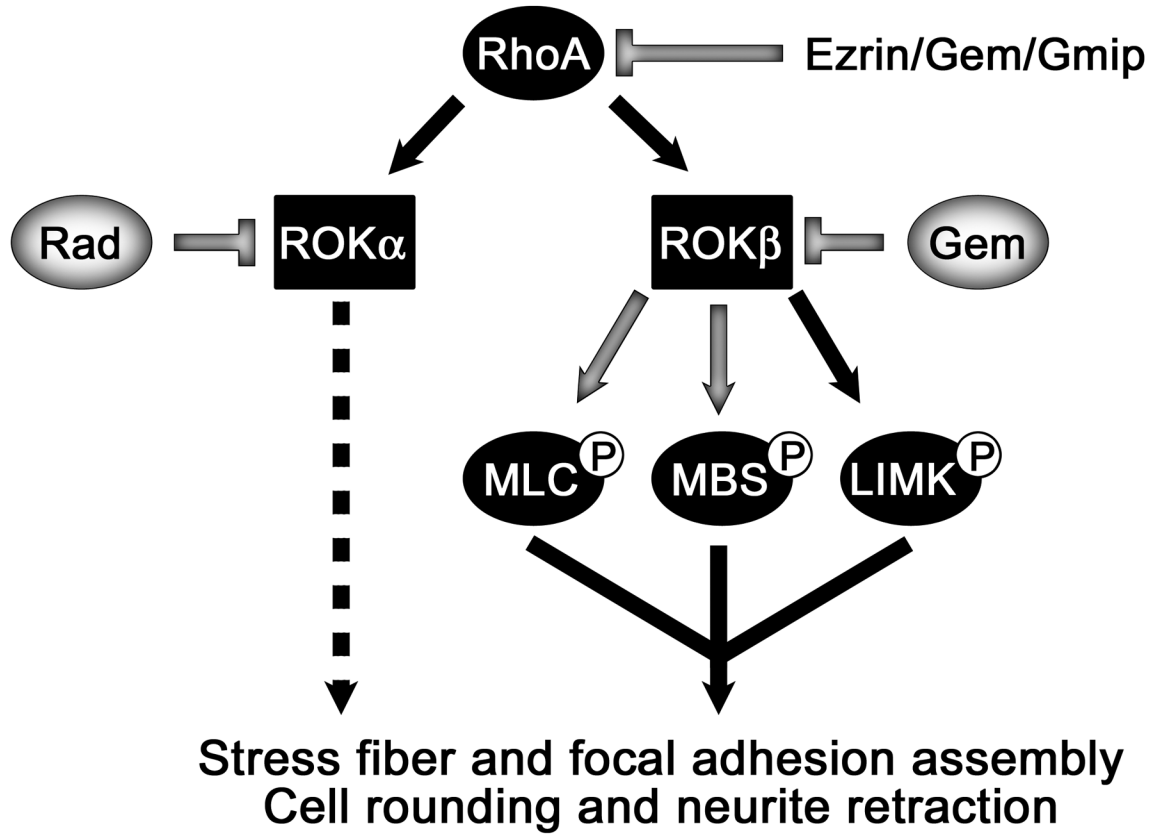 RhoA
Ezrin/Gem/Gmip
Rad
ROKα
ROKβ
Gem
MLC
P
MBS
P
LIMK
P
Stress fiber and focal adhesion assembly
Cell rounding and neurite retraction